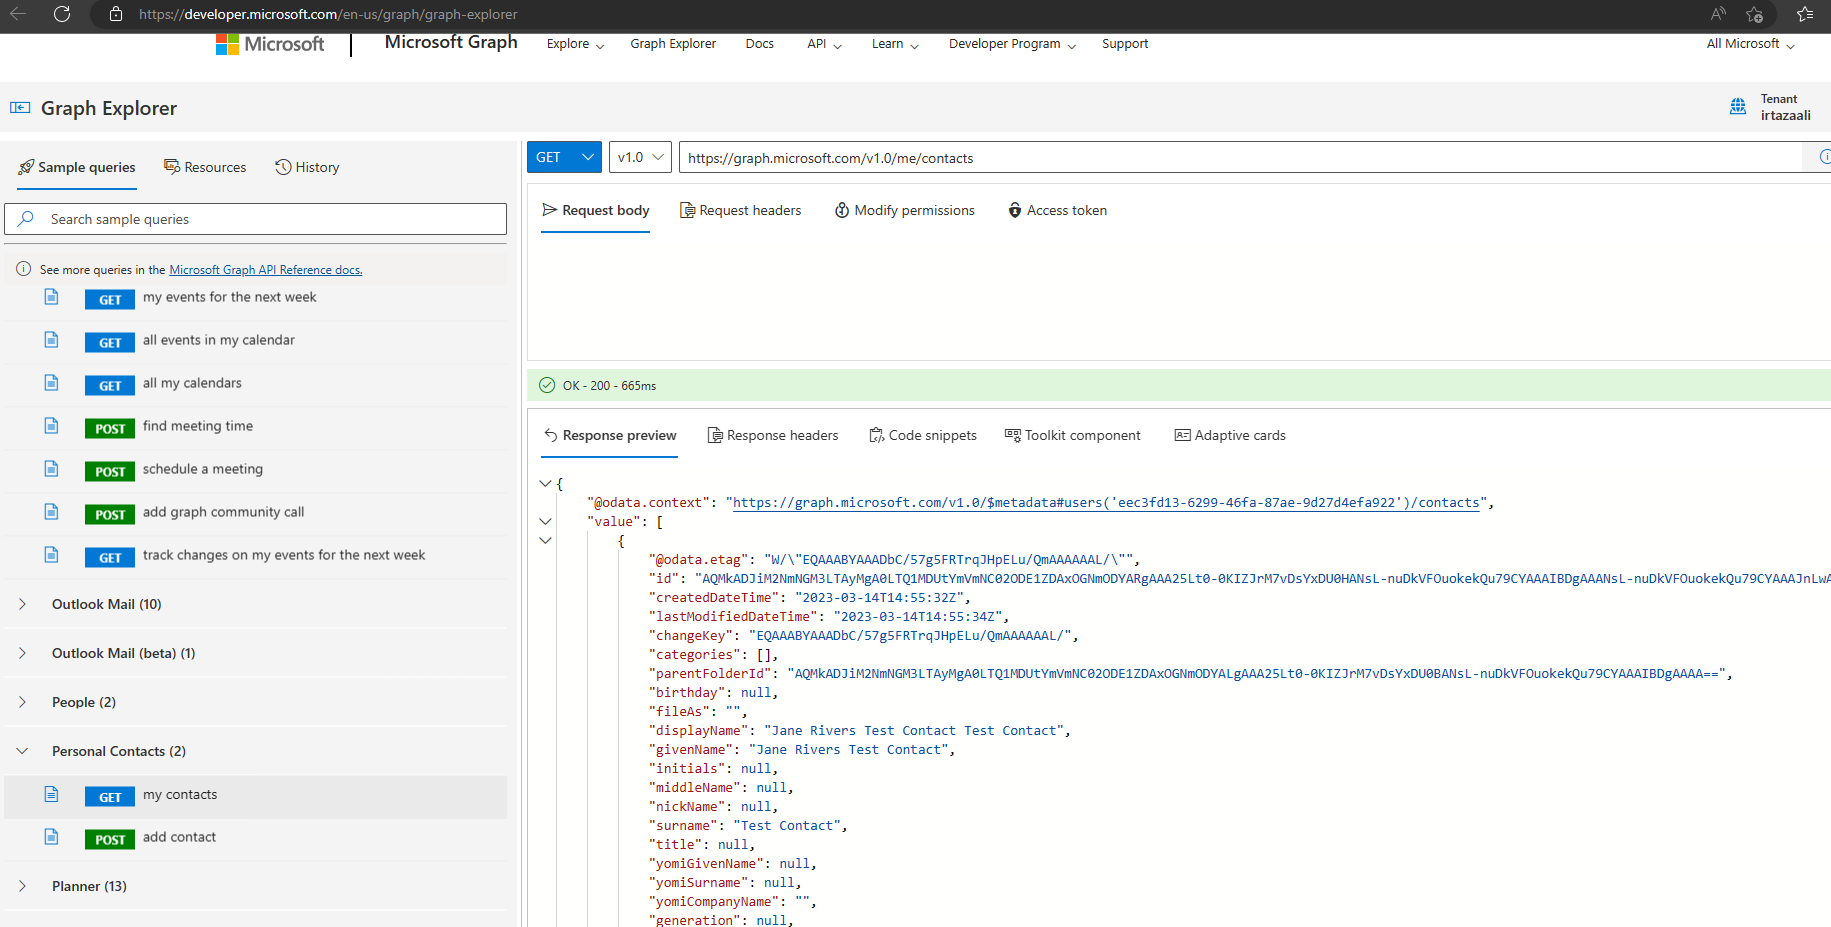 https://developer.microsoft.com/en-us/graph/graph-explorer
Microsoft
Microsoft Graph
Explore
Graph Explorer
Docs
API
Learn
Developer Program
Support
All Microsoft
Graph Explorer
Tenant
irtazaali
Sample queries
Resources
History
Search sample queries
See more queries in the Microsoft Graph API Reference docs.
GET my events for the next week
GET all events in my calendar
GET all my calendars
POST find meeting time
POST schedule a meeting
POST add graph community call
GET track changes on my events for the next week
Outlook Mail (10)
Outlook Mail (beta) (1)
People (2)
Personal Contacts (2)
GET my contacts
POST add contact
Planner (13)
GET
v1.0
https://graph.microsoft.com/v1.0/me/contacts
Request body
Request headers
Modify permissions
Access token
OK - 200 - 665ms
Response preview
Response headers
Code snippets
Toolkit component
Adaptive cards
{
"@odata.context": "https://graph.microsoft.com/v1.0/$metadata#users('eec3fd13-6299-46fa-87ae-9d27d4efa922')/contacts",
"value": [
{
"@odata.etag": "W/\"EQAAABYAAADbC/57g5FRTrqJHpELu/QmAAAAAAL/\"",
"id": "AQMkADJiM2NmNGM3LTAyMgA0LTQ1MDUtYmVmNC02ODE1ZDAxOGNmODYARgAAA25Lt0-0KIZJrM7vDsYxDU0HANsL-nuDkVFOuokekQu79CYAAAIBDgAAANsL-nuDkVFOuokekQu79CYAAAJnLwA
"createdDateTime": "2023-03-14T14:55:32Z",
"lastModifiedDateTime": "2023-03-14T14:55:34Z",
"changeKey": "EQAAABYAAADbC/57g5FRTrqJHpELu/QmAAAAAAL/",
"categories": [],
"parentFolderId": "AQMkADJiM2NmNGM3LTAyMgA0LTQ1MDUtYmVmNC02ODE1ZDAxOGNmODYALgAAA25Lt0-0KIZJrM7vDsYxDU0BANsL-nuDkVFOuokekQu79CYAAAIBDgAAAA==",
"birthday": null,
"fileAs": "",
"displayName": "Jane Rivers Test Contact Test Contact",
"givenName": "Jane Rivers Test Contact",
"initials": null,
"middleName": null,
"nickName": null,
"surname": "Test Contact",
"title": null,
"yomiGivenName": null,
"yomiSurname": null,
"yomiCompanyName": "",
"generation": null,